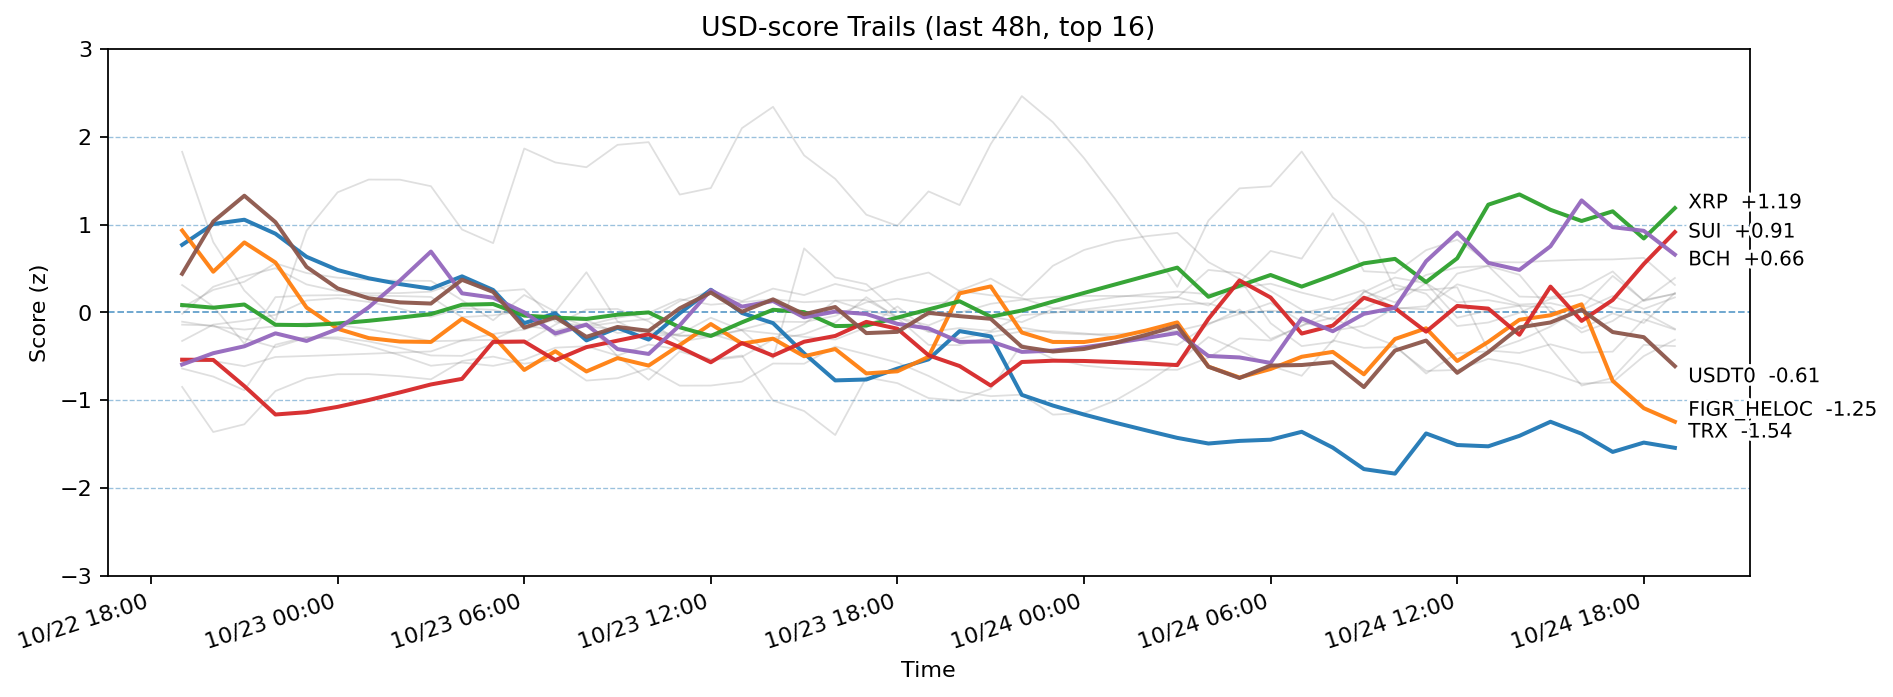 USD-score Trails (last 48h, top 16)
Score (z)
3
2
1
0
−1
−2
−3
XRP +1.19
SUI +0.91
BCH +0.66
USDT0 -0.61
FIGR_HELOC -1.25
TRX -1.54
10/22 18:00
10/23 00:00
10/23 06:00
10/23 12:00
10/23 18:00
10/24 00:00
10/24 06:00
10/24 12:00
10/24 18:00
Time